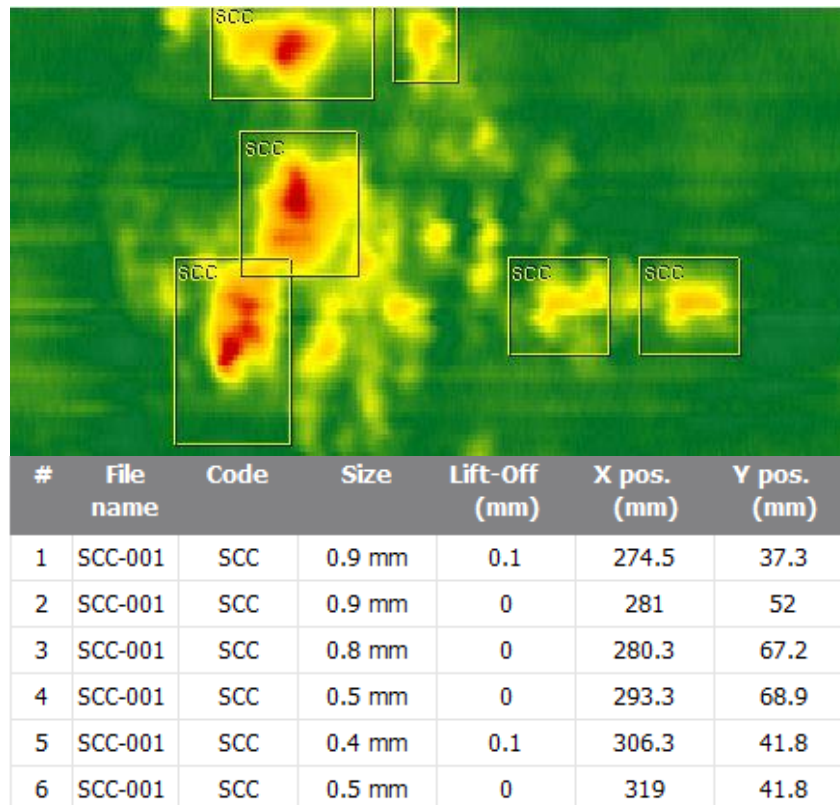 SCC
SCC
SCC
SCC
SCC
# File name Code Size Lift-Off (mm) X pos. (mm) Y pos. (mm)
1 SCC-001 SCC 0.9 mm 0.1 274.5 37.3
2 SCC-001 SCC 0.9 mm 0 281 52
3 SCC-001 SCC 0.8 mm 0 280.3 67.2
4 SCC-001 SCC 0.5 mm 0 293.3 68.9
5 SCC-001 SCC 0.4 mm 0.1 306.3 41.8
6 SCC-001 SCC 0.5 mm 0 319 41.8